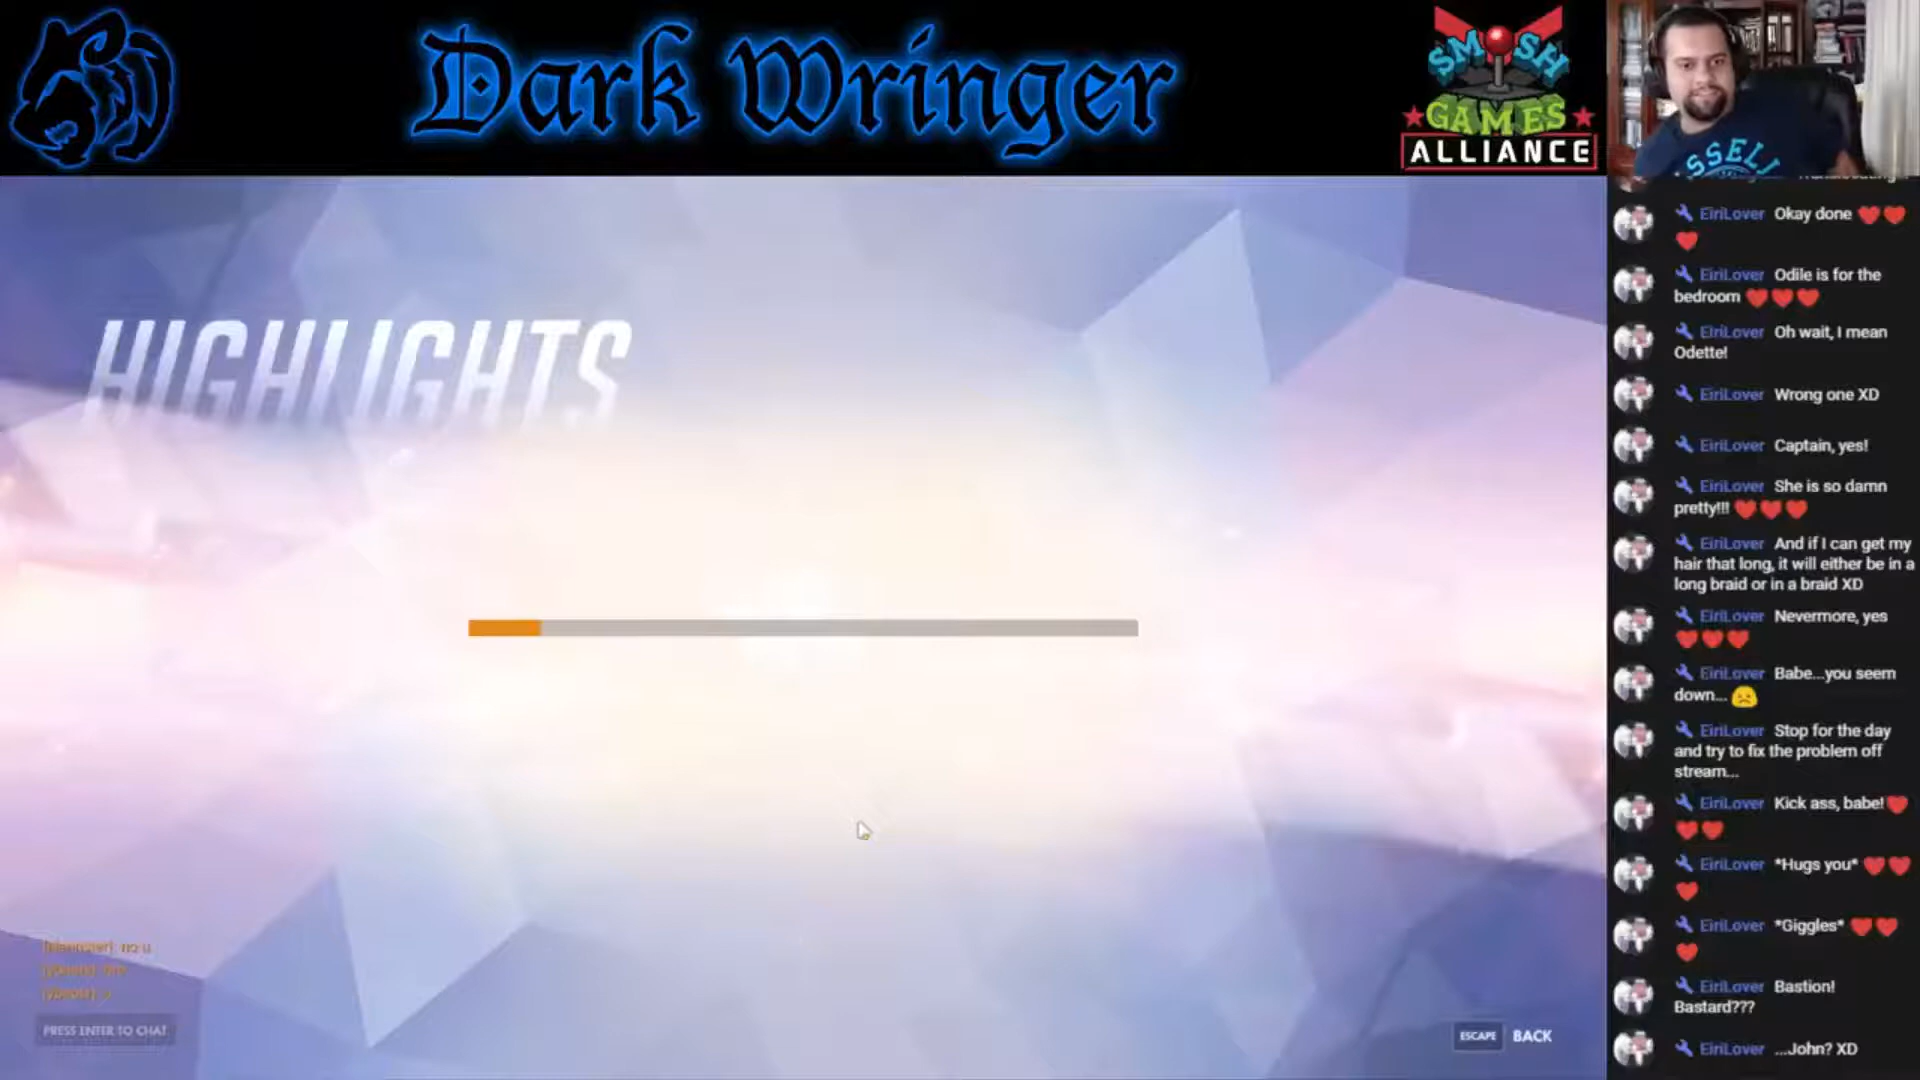 Dark Wringer
SMOSH
GAMES
ALLIANCE
SSELL
HIGHLIGHTS
no u
PRESS ENTER TO CHAT
ESCAPE BACK
EiriLover Okay done
EiriLover Odile is for the
bedroom
EiriLover Oh wait, I mean
Odette!
EiriLover Wrong one XD
EiriLover Captain, yes!
EiriLover She is so damn
pretty!!!
EiriLover And if I can get my
hair that long, it will either be in a
long braid or in a braid XD
EiriLover Nevermore, yes
EiriLover Babe...you seem
down...
EiriLover Stop for the day
and try to fix the problem off
stream...
EiriLover Kick ass, babe!
EiriLover *Hugs you*
EiriLover *Giggles*
EiriLover Bastion!
Bastard???
EiriLover ...John? XD